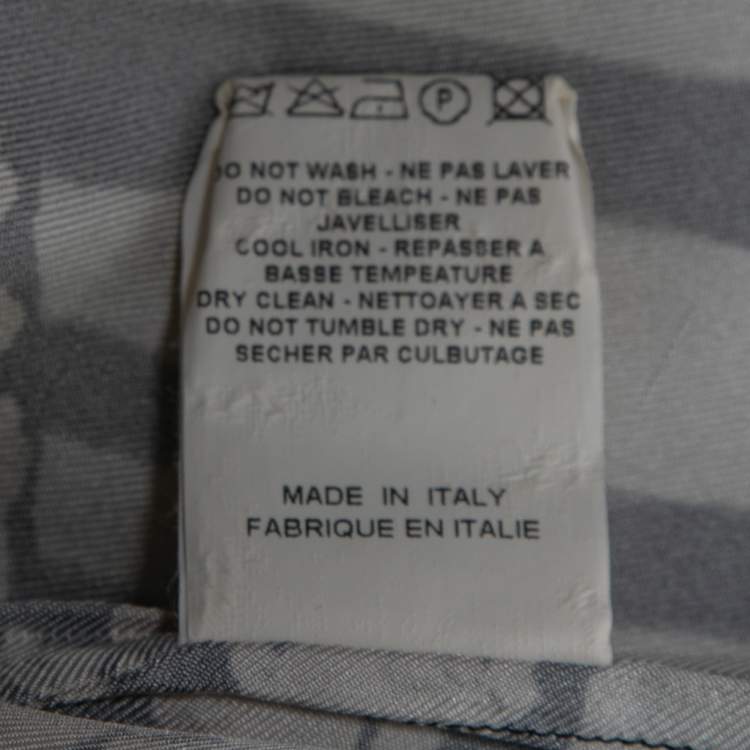 P
DO NOT WASH - NE PAS LAVER
DO NOT BLEACH - NE PAS
JAVELLISER
COOL IRON - REPASSER A
BASSE TEMPEATURE
DRY CLEAN - NETTOAYER A SEC
DO NOT TUMBLE DRY - NE PAS
SECHER PAR CULBUTAGE
MADE IN ITALY
FABRIQUE EN ITALIE